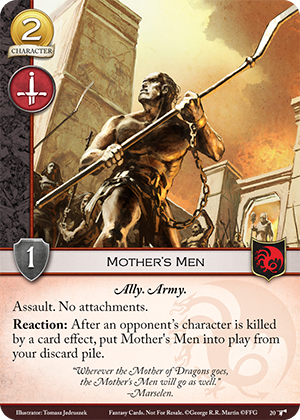 2
CHARACTER
1
MOTHER'S MEN
Ally. Army.
Assault. No attachments.
Reaction: After an opponent's character is killed
by a card effect, put Mother's Men into play from
your discard pile.
"Wherever the Mother of Dragons goes,
the Mother's Men will go as well."
–Marselen.
Illustrator: Tomasz Jedruszek
Fantasy Cards. Not For Resale. ©George R.R. Martin ©FFG
20